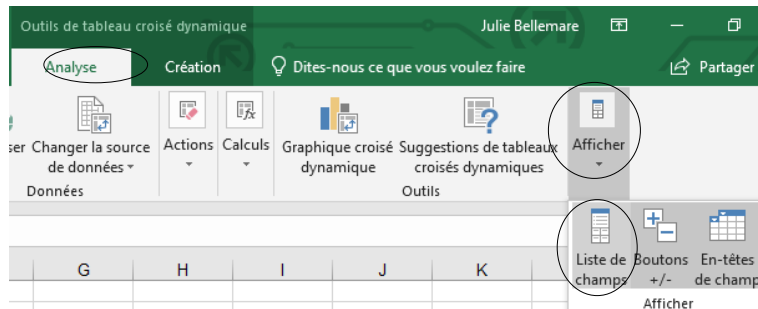 Outils de tableau croisé dynamique Julie Bellemare
Analyse Création Dites-nous ce que vous voulez faire Partager
ser Changer la source de données Actions Calculs Graphique croisé dynamique Suggestions de tableaux croisés dynamiques Afficher
Données Outils
Liste de champs Boutons +/- En-têtes de champ
Afficher
G H I J K